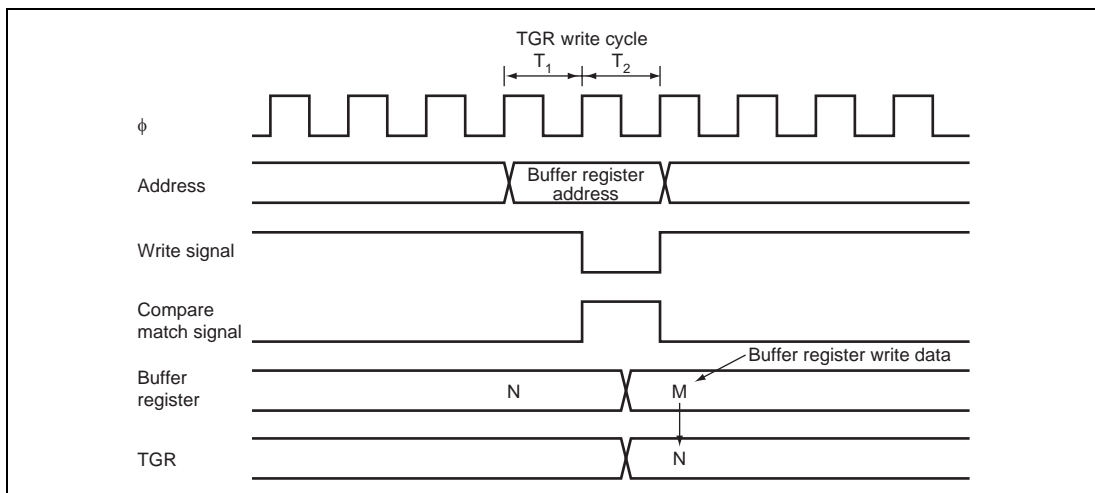 TGR write cycle
T1 T2
φ
Address
Buffer register
address
Write signal
Compare
match signal
Buffer register write data
Buffer
register
N M
TGR
N